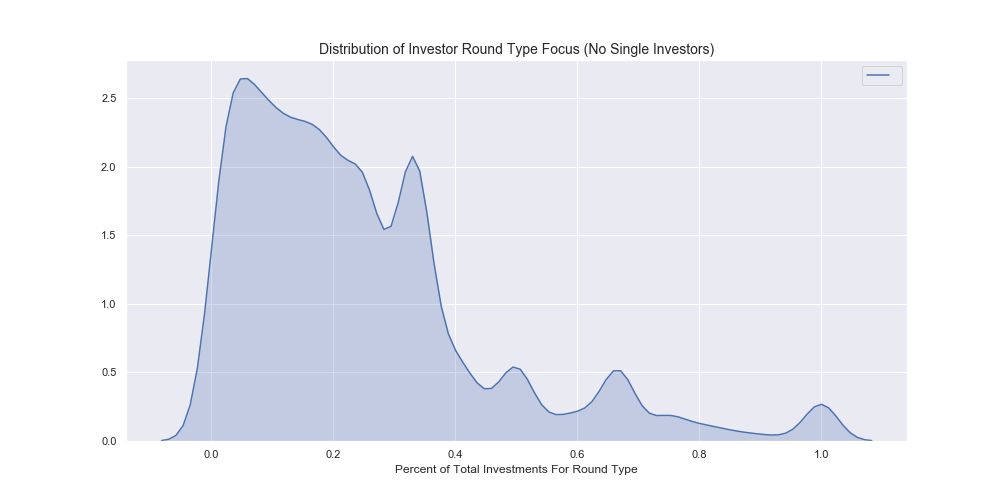 Distribution of Investor Round Type Focus (No Single Investors)
2.5
2.0
1.5
1.0
0.5
0.0
0.0 0.2 0.4 0.6 0.8 1.0
Percent of Total Investments For Round Type